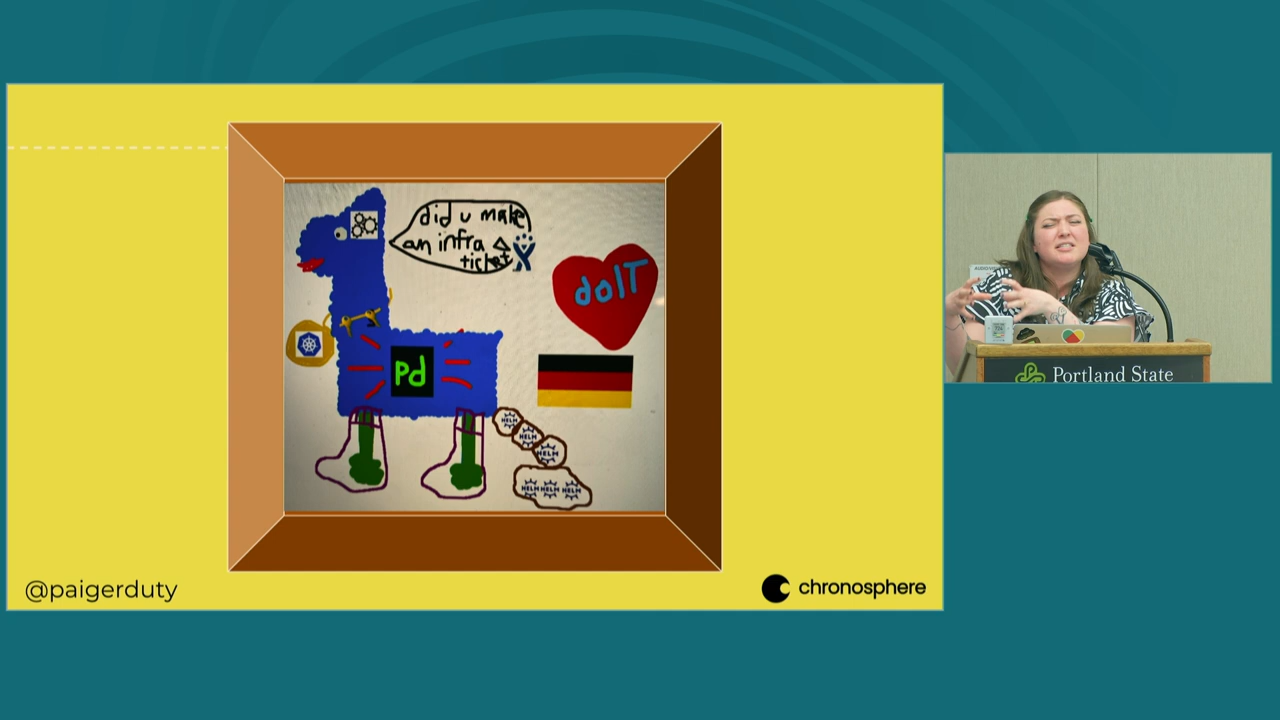 did u make
an infra
ticket
doIT
Pd
HELM
HELM
HELM
HELM HELM HELM
@paigerduty
chronosphere
Portland State